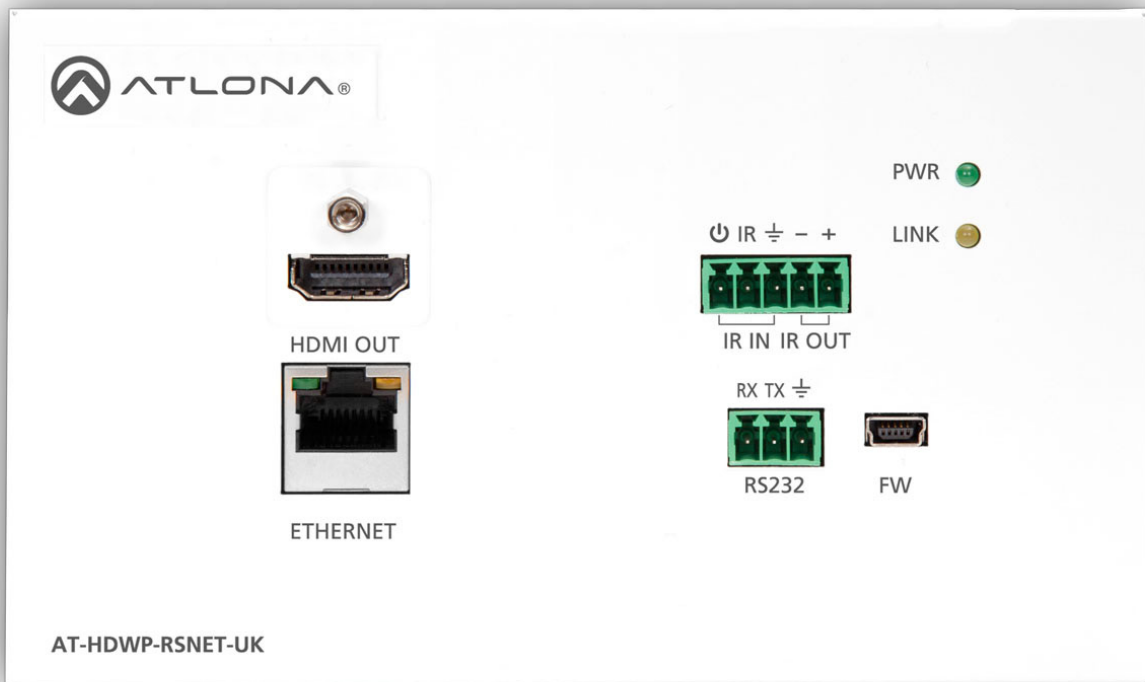 ATLONA®
PWR
LINK
IR - +
IR IN IR OUT
HDMI OUT
RX TX
RS232
FW
ETHERNET
AT-HDWP-RSNET-UK